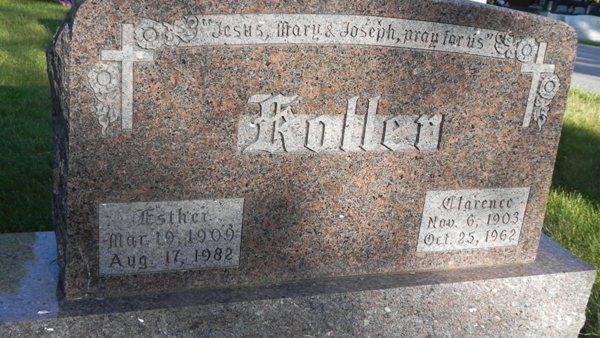 "Jesus, Mary & Joseph, pray for us"
Koller
Esther
Mar. 19, 1909
Aug. 17, 1982
Clarence
Nov. 6, 1903
Oct. 25, 1962